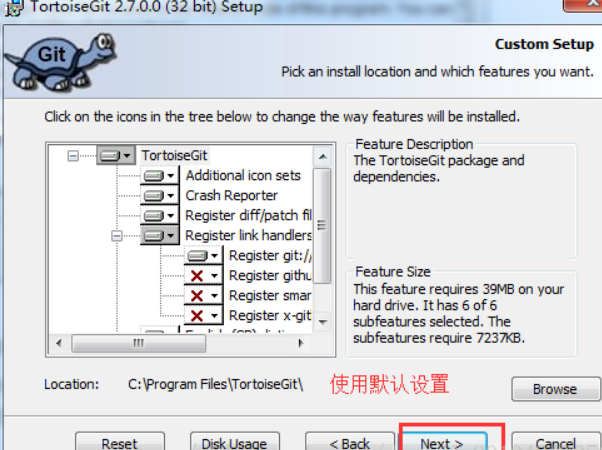 TortoiseGit 2.7.0.0 (32 bit) Setup
Git
Custom Setup
Pick an install location and which features you want.
Click on the icons in the tree below to change the way features will be installed.
TortoiseGit
Additional icon sets
Crash Reporter
Register diff/patch fil
Register link handlers
Register git://
Register githu
Register smar
Register x-git
Feature Description
The TortoiseGit package and
dependencies.
Feature Size
This feature requires 39MB on your
hard drive. It has 6 of 6
subfeatures selected. The
subfeatures require 7237KB.
Location: C:\Program Files\TortoiseGit\ 使用默认设置 Browse
Reset Disk Usage < Back Next > Cancel